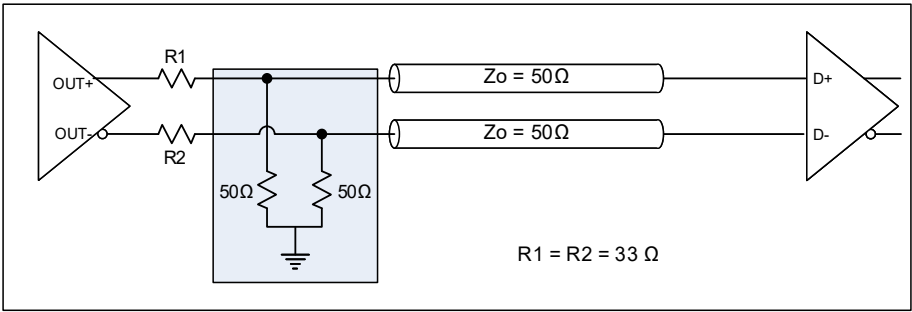 R1
OUT+
Zo = 50Ω
D+
OUT-
Zo = 50Ω
D-
R2
50Ω
50Ω
R1 = R2 = 33 Ω